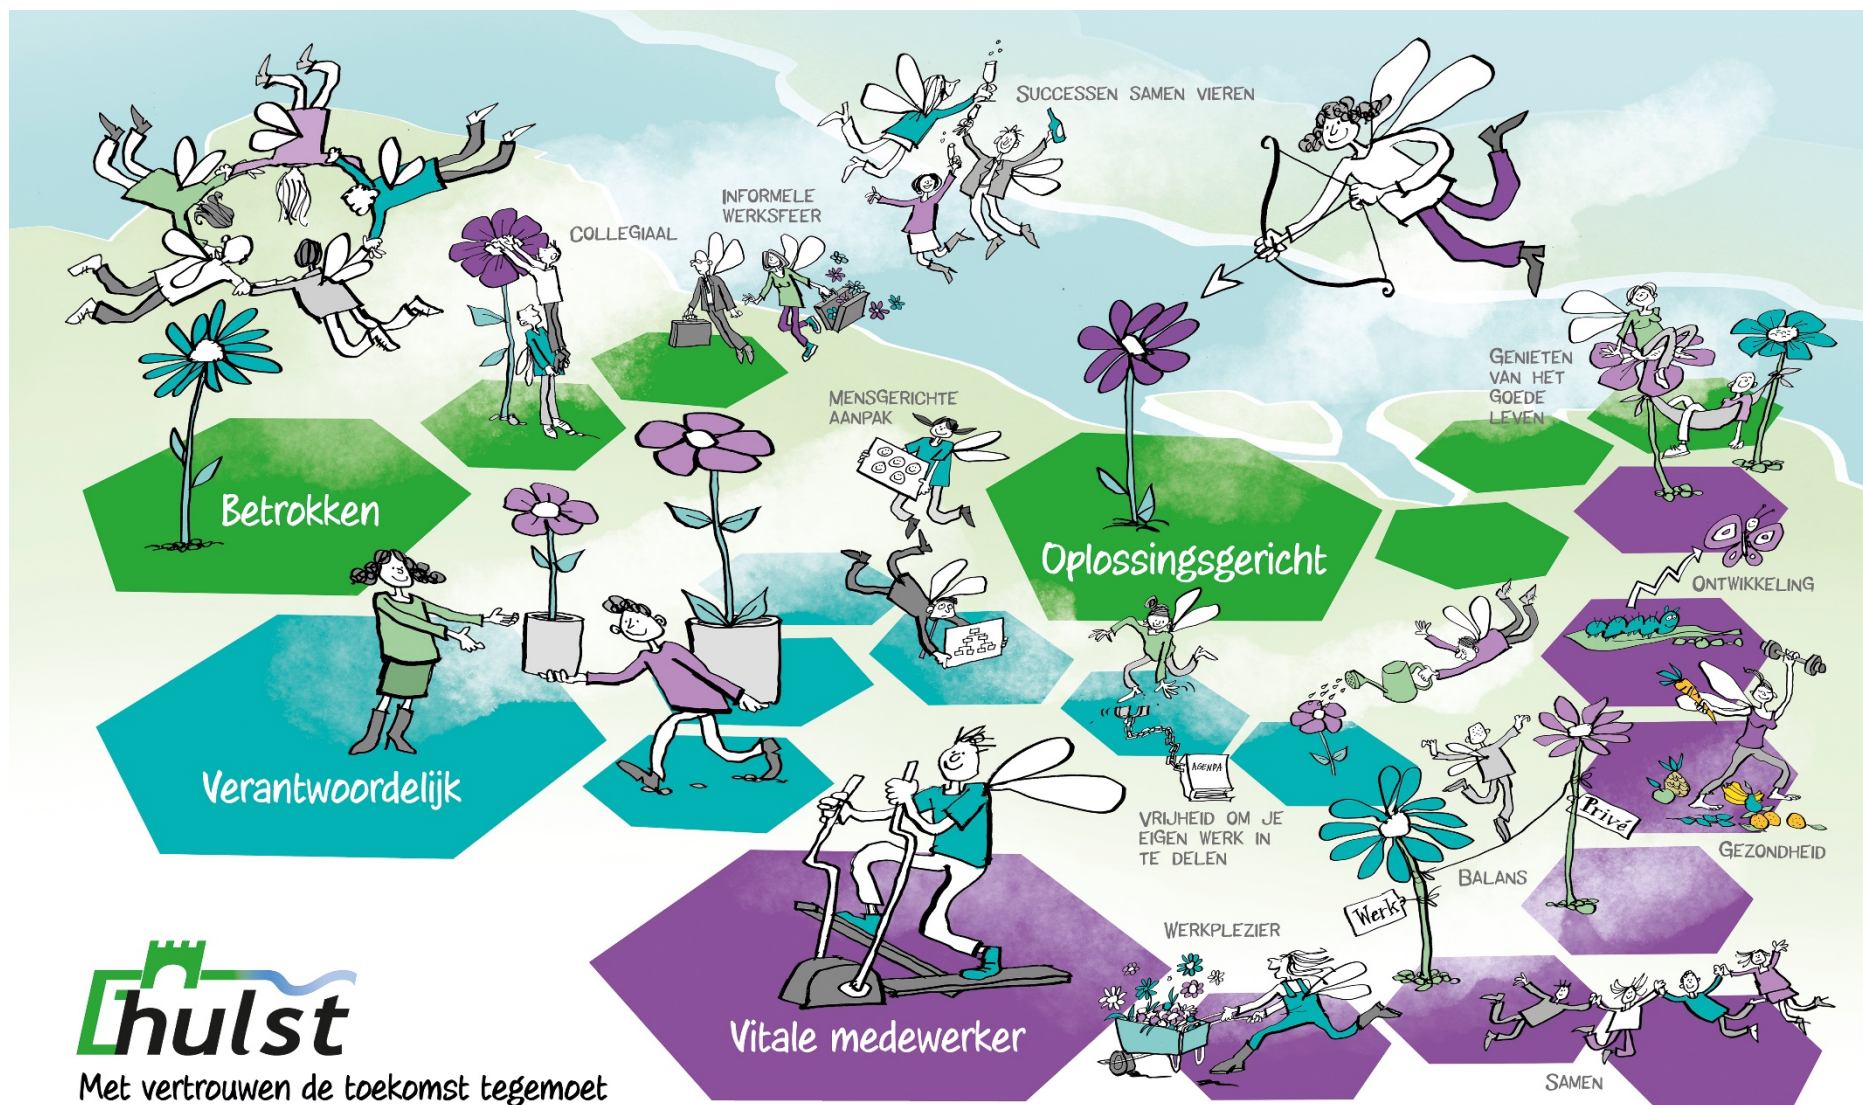 SUCCESSEN SAMEN VIEREN
INFORMELE
WERKSFEER
COLLEGIAAL
GENIETEN
VAN HET
GOEDE
LEVEN
MENSGERICHTE
AANPAK
Betrokken
Oplossingsgericht
ONTWIKKELING
Verantwoordelijk
AGENDA
VRIJHEID OM JE
EIGEN WERK IN
TE DELEN
Privé
GEZONDHEID
BALANS
Werk
WERKPLEZIER
Vitale medewerker
SAMEN
hulst
Met vertrouwen de toekomst tegemoet